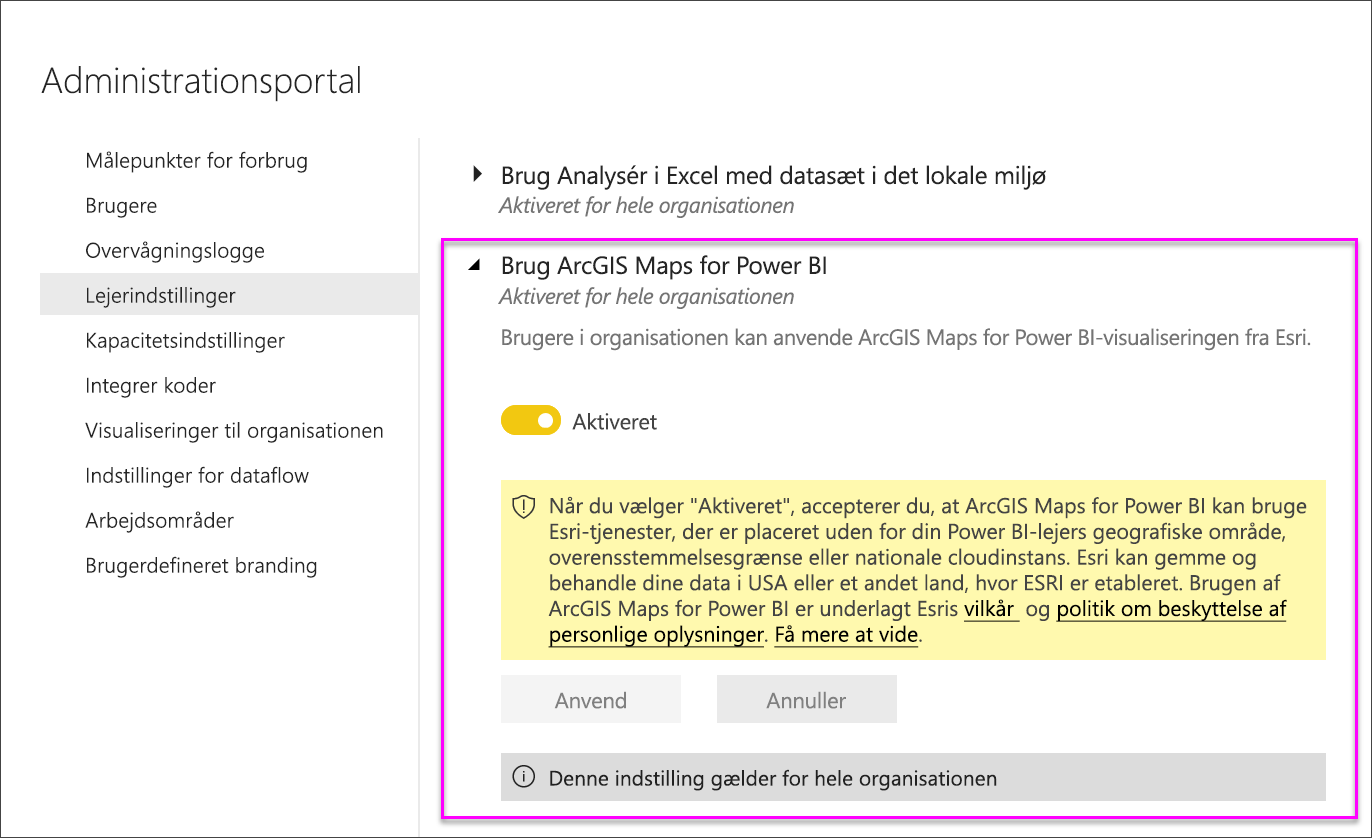 Administrationsportal
Målepunkter for forbrug
Brugere
Overvågningslogge
Lejerindstillinger
Kapacitetsindstillinger
Integrer koder
Visualiseringer til organisationen
Indstillinger for dataflow
Arbejdsområder
Brugerdefineret branding
Brug Analysér i Excel med datasæt i det lokale miljø
Aktiveret for hele organisationen
Brug ArcGIS Maps for Power BI
Aktiveret for hele organisationen
Brugere i organisationen kan anvende ArcGIS Maps for Power BI-visualiseringen fra Esri.
Aktiveret
Når du vælger "Aktiveret", accepterer du, at ArcGIS Maps for Power BI kan bruge
Esri-tjenester, der er placeret uden for din Power BI-lejers geografiske område,
overensstemmelsesgrænse eller nationale cloudinstans. Esri kan gemme og
behandle dine data i USA eller et andet land, hvor ESRI er etableret. Brugen af
ArcGIS Maps for Power BI er underlagt Esris vilkår og politik om beskyttelse af
personlige oplysninger. Få mere at vide.
Anvend
Annuller
Denne indstilling gælder for hele organisationen